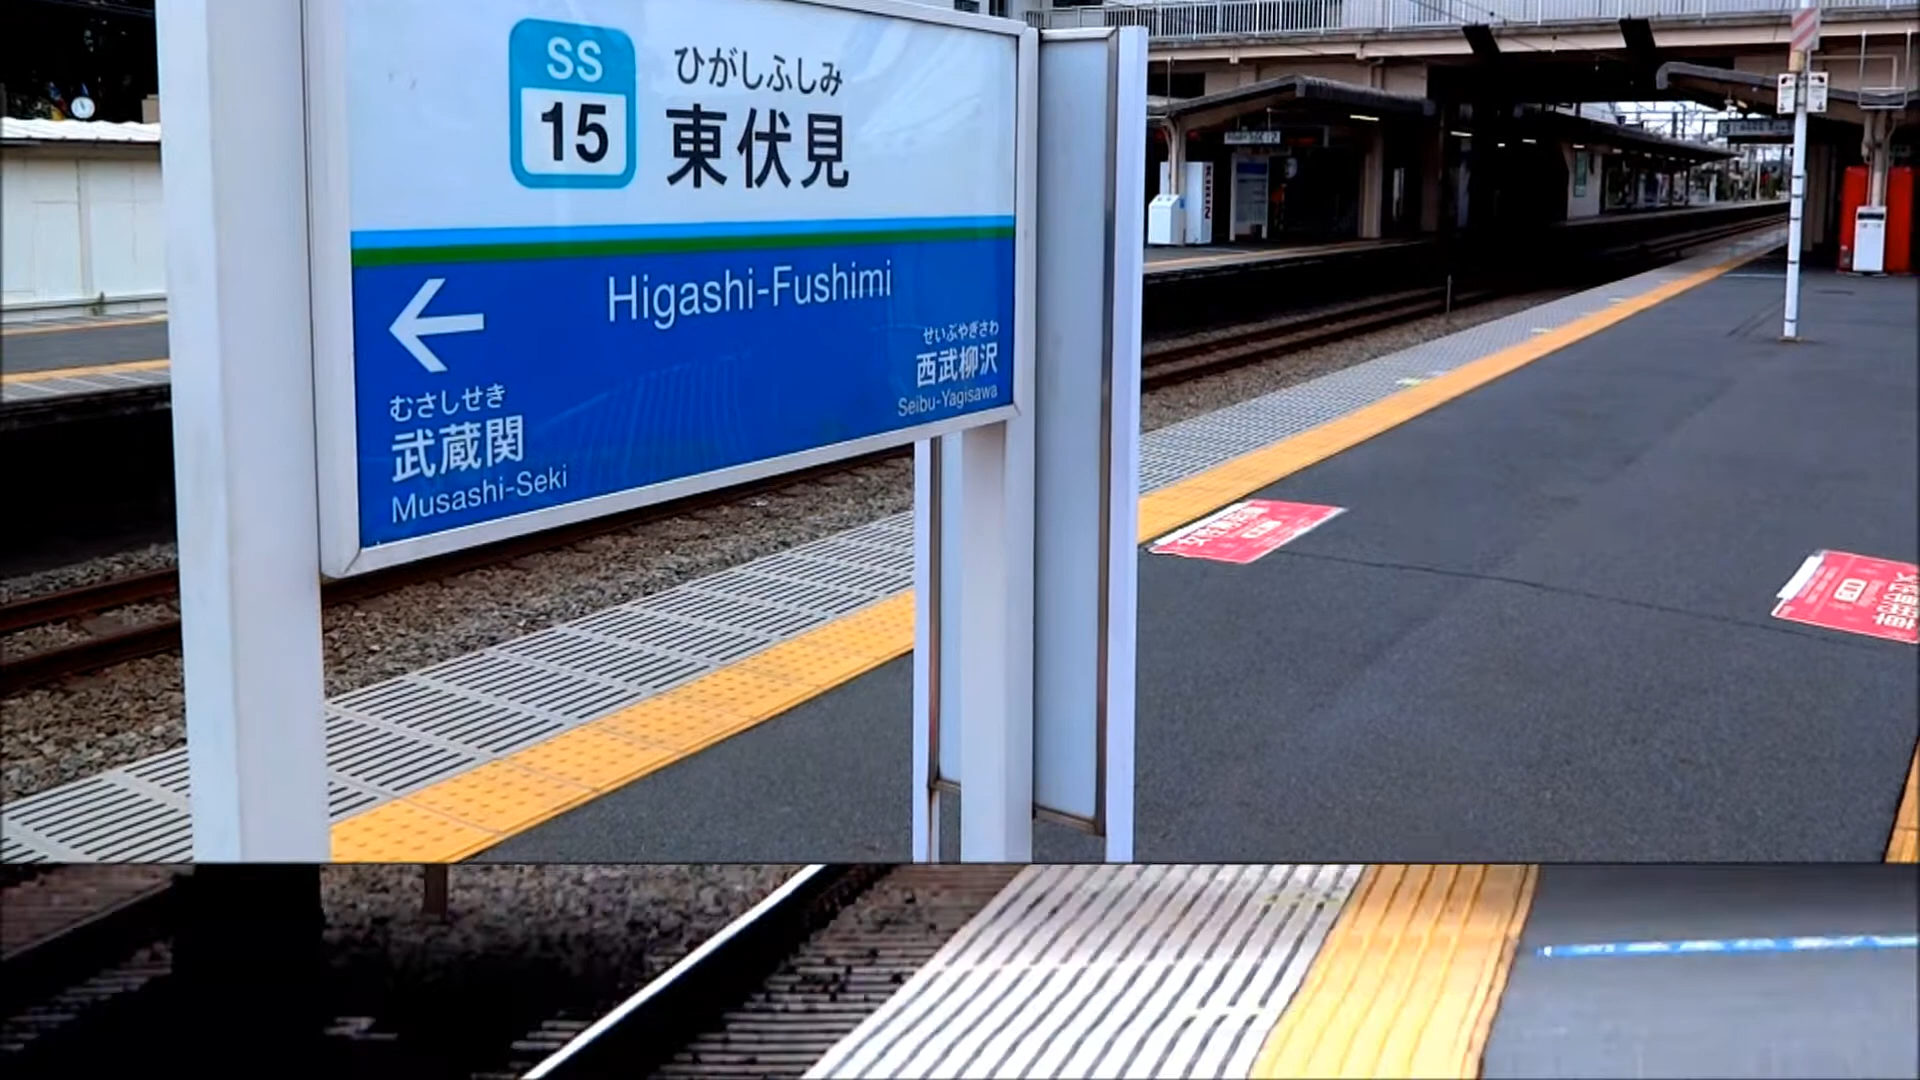 SS
15
ひがしふしみ
東伏見
Higashi-Fushimi
むさしせき
武蔵関
Musashi-Seki
せいぶやぎさわ
西武柳沢
Seibu-Yagisawa
KIRIN